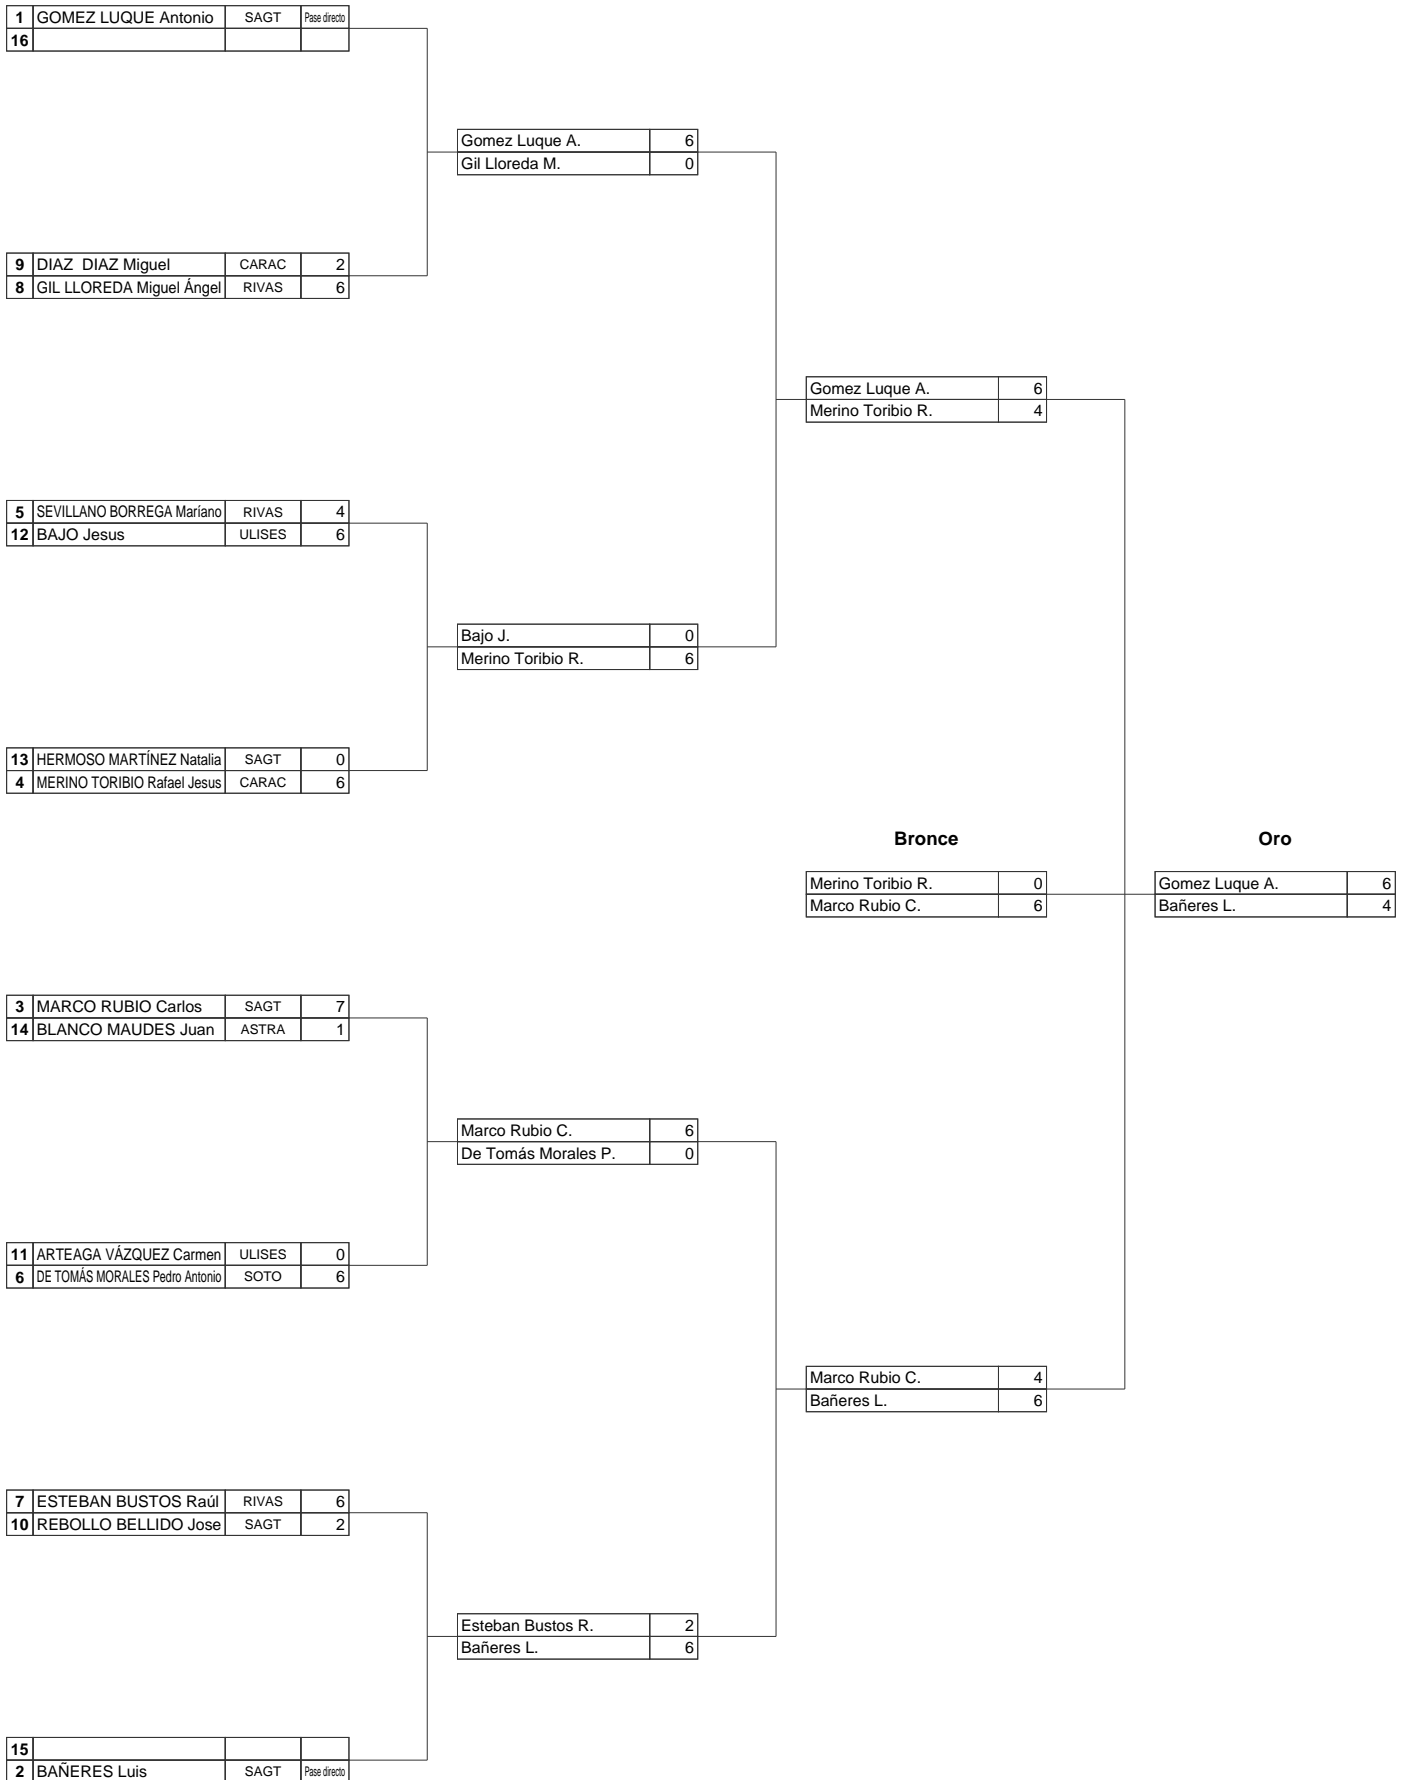 1 GOMEZ LUQUE Antonio SAGT Pase directo
16
Gomez Luque A. 6
Gil Lloreda M. 0
9 DIAZ  DIAZ Miguel CARAC 2
8 GIL LLOREDA Miguel Ángel RIVAS 6
Gomez Luque A. 6
Merino Toribio R. 4
5 SEVILLANO BORREGA Maríano RIVAS 4
12 BAJO Jesus ULISES 6
Bajo J. 0
Merino Toribio R. 6
13 HERMOSO MARTÍNEZ Natalia SAGT 0
4 MERINO TORIBIO Rafael Jesus CARAC 6
Bronce Oro
Merino Toribio R. 0 Gomez Luque A. 6
Marco Rubio C. 6 Bañeres L. 4
3 MARCO RUBIO Carlos SAGT 7
14 BLANCO MAUDES Juan ASTRA 1
Marco Rubio C. 6
De Tomás Morales P. 0
11 ARTEAGA VÁZQUEZ Carmen ULISES 0
6 DE TOMÁS MORALES Pedro Antonio SOTO 6
Marco Rubio C. 4
Bañeres L. 6
7 ESTEBAN BUSTOS Raúl RIVAS 6
10 REBOLLO BELLIDO Jose SAGT 2
Esteban Bustos R. 2
Bañeres L. 6
15
2 BAÑERES Luis SAGT Pase directo